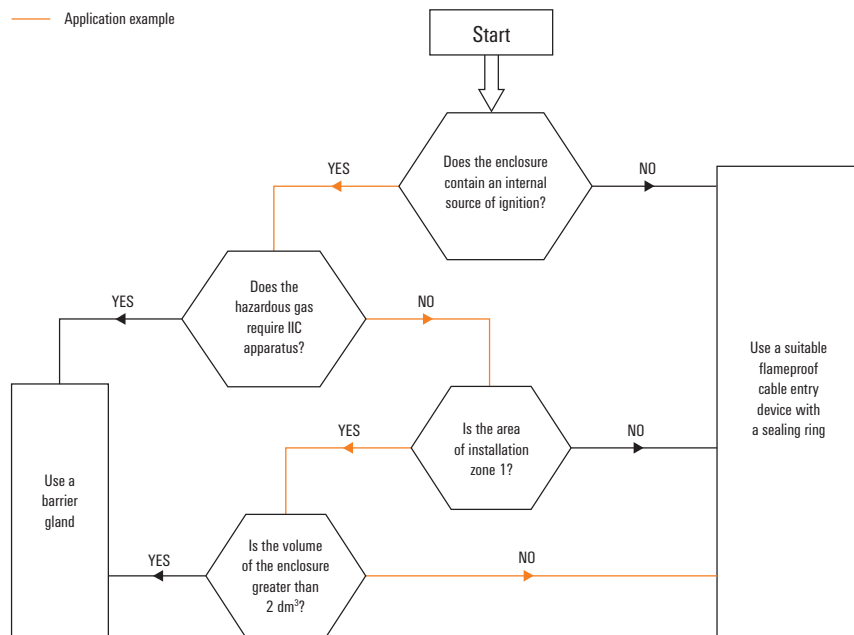 Application example
Start
Does the enclosure
contain an internal
source of ignition?
YES
NO
Does the
hazardous gas
require IIC
apparatus?
YES
NO
Is the area
of installation
zone 1?
YES
NO
Use a suitable
flameproof
cable entry
device with
a sealing ring
Use a
barrier
gland
Is the volume
of the enclosure
greater than
2 dm³?
YES
NO